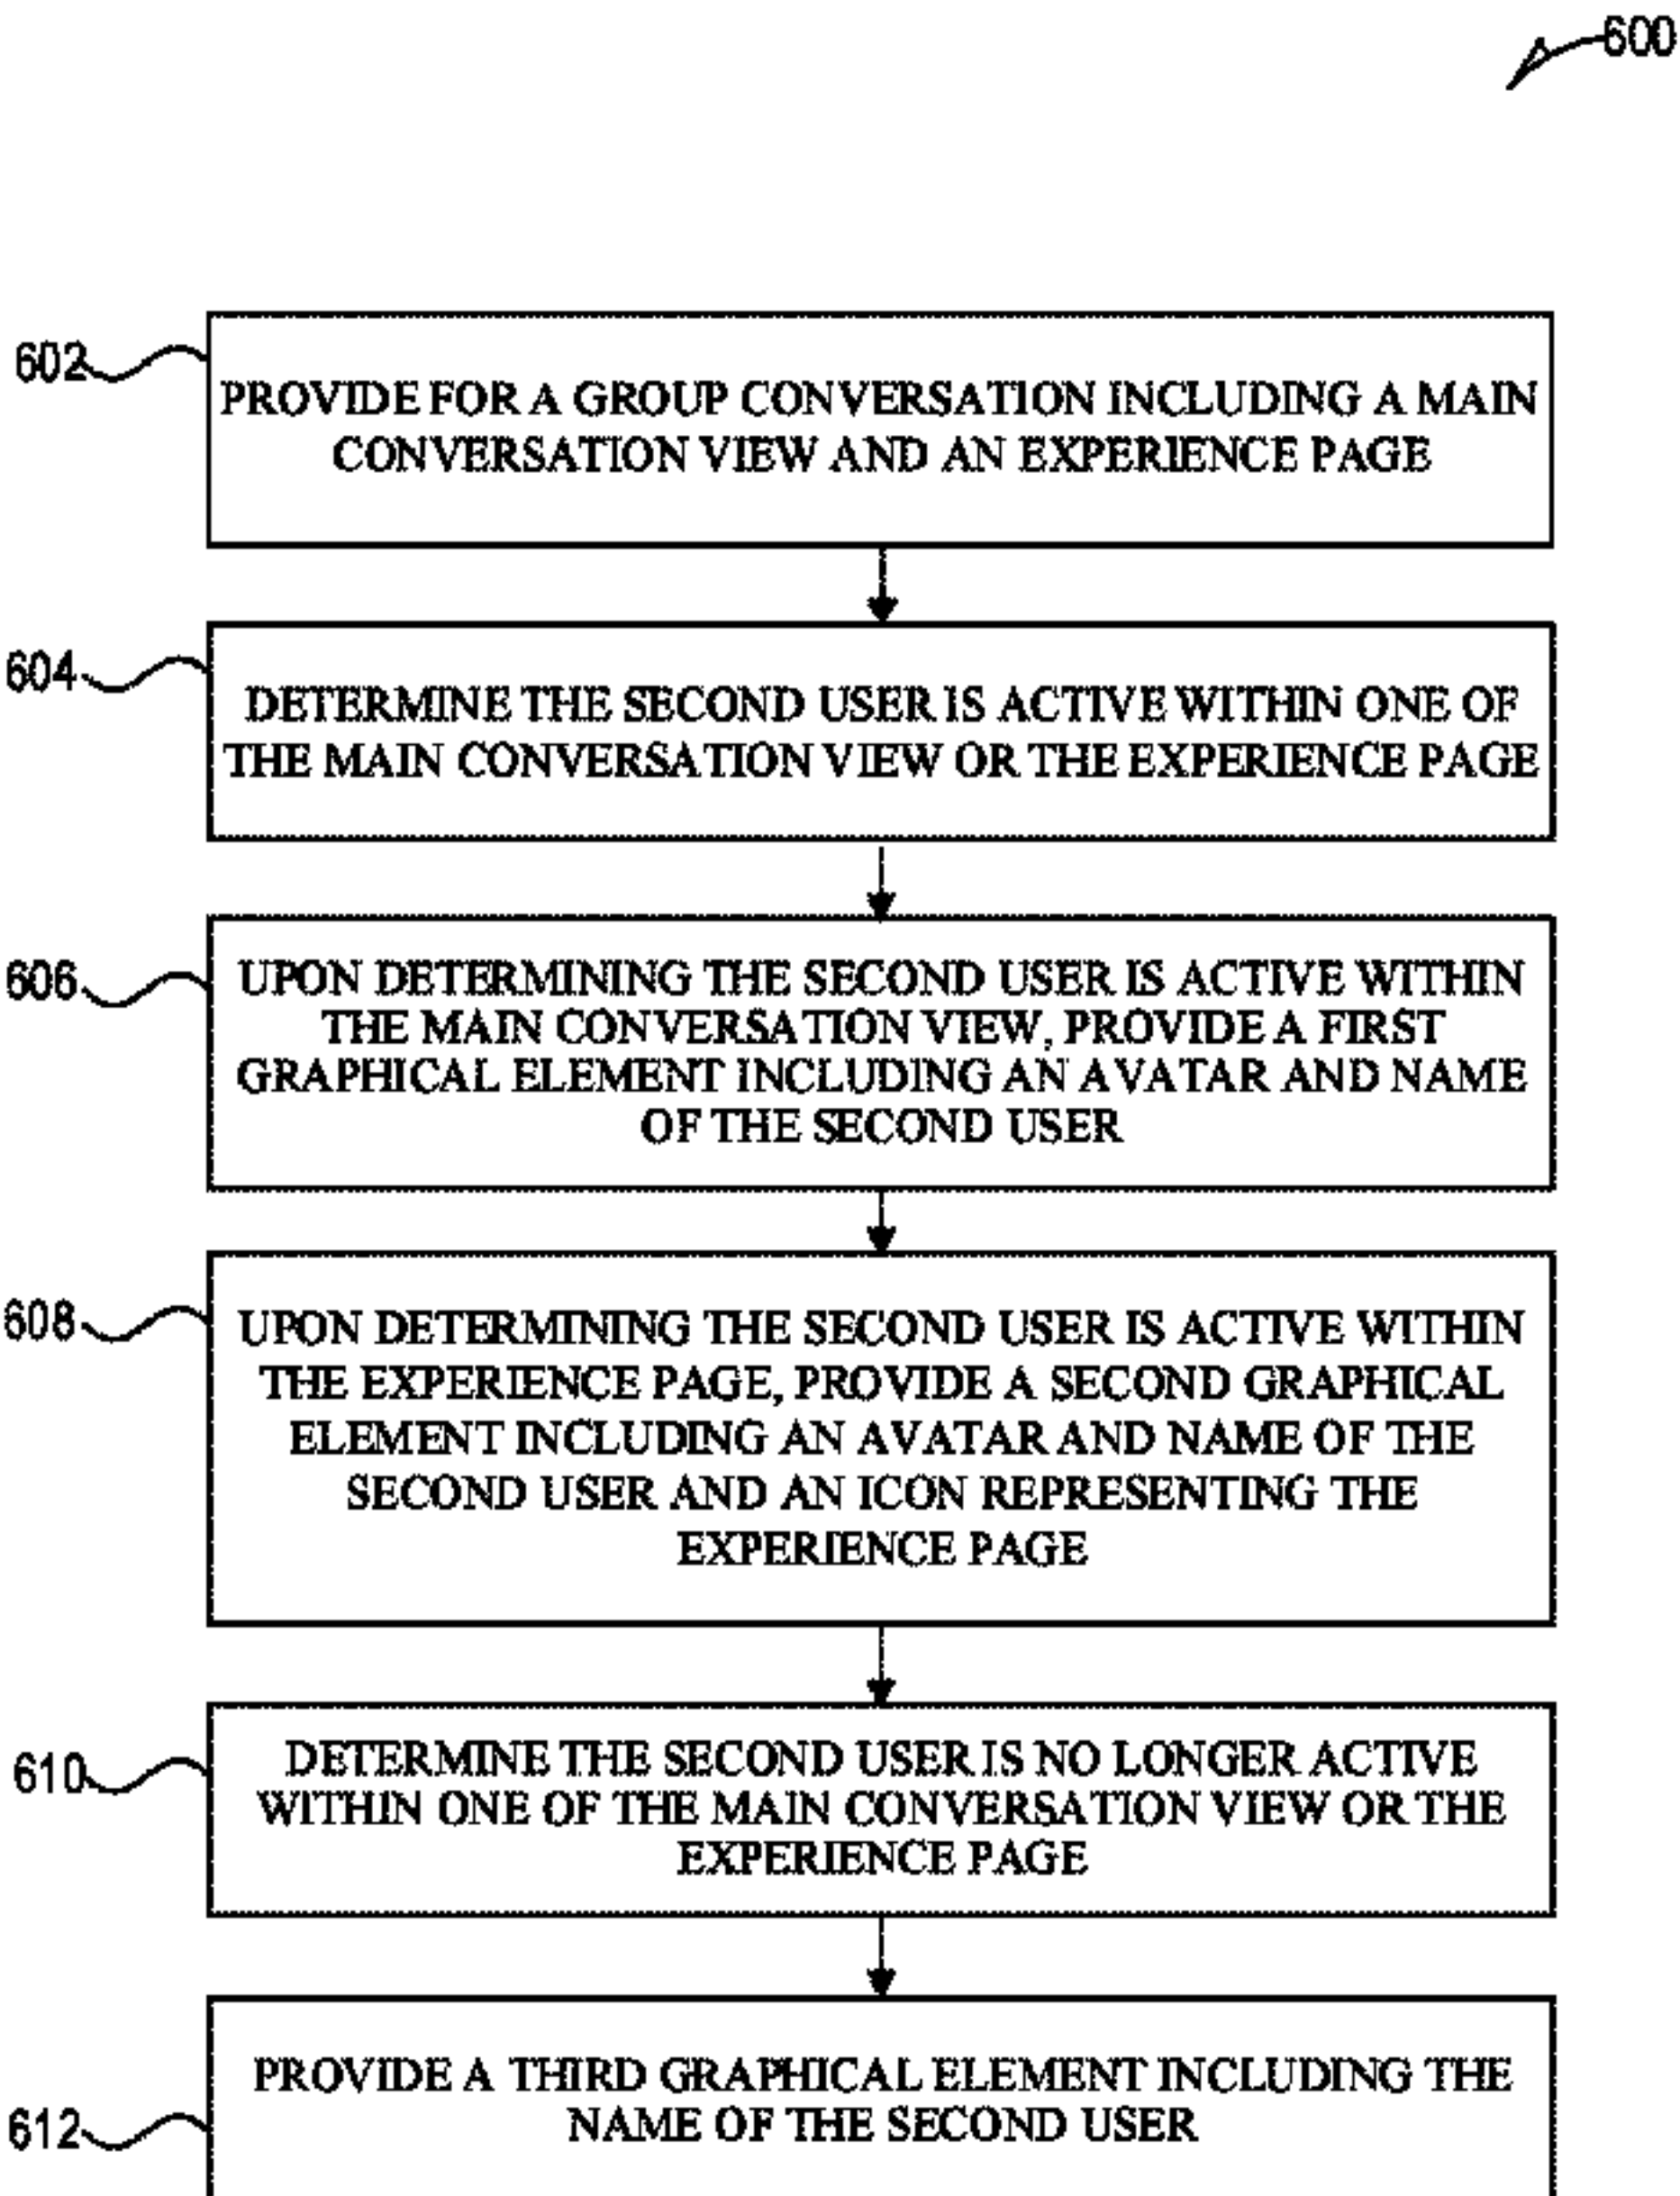 600
602
PROVIDE FOR A GROUP CONVERSATION INCLUDING A MAIN
CONVERSATION VIEW AND AN EXPERIENCE PAGE
604
DETERMINE THE SECOND USER IS ACTIVE WITHIN ONE OF
THE MAIN CONVERSATION VIEW OR THE EXPERIENCE PAGE
606
UPON DETERMINING THE SECOND USER IS ACTIVE WITHIN
THE MAIN CONVERSATION VIEW, PROVIDE A FIRST
GRAPHICAL ELEMENT INCLUDING AN AVATAR AND NAME
OF THE SECOND USER
608
UPON DETERMINING THE SECOND USER IS ACTIVE WITHIN
THE EXPERIENCE PAGE, PROVIDE A SECOND GRAPHICAL
ELEMENT INCLUDING AN AVATAR AND NAME OF THE
SECOND USER AND AN ICON REPRESENTING THE
EXPERIENCE PAGE
610
DETERMINE THE SECOND USER IS NO LONGER ACTIVE
WITHIN ONE OF THE MAIN CONVERSATION VIEW OR THE
EXPERIENCE PAGE
612
PROVIDE A THIRD GRAPHICAL ELEMENT INCLUDING THE
NAME OF THE SECOND USER